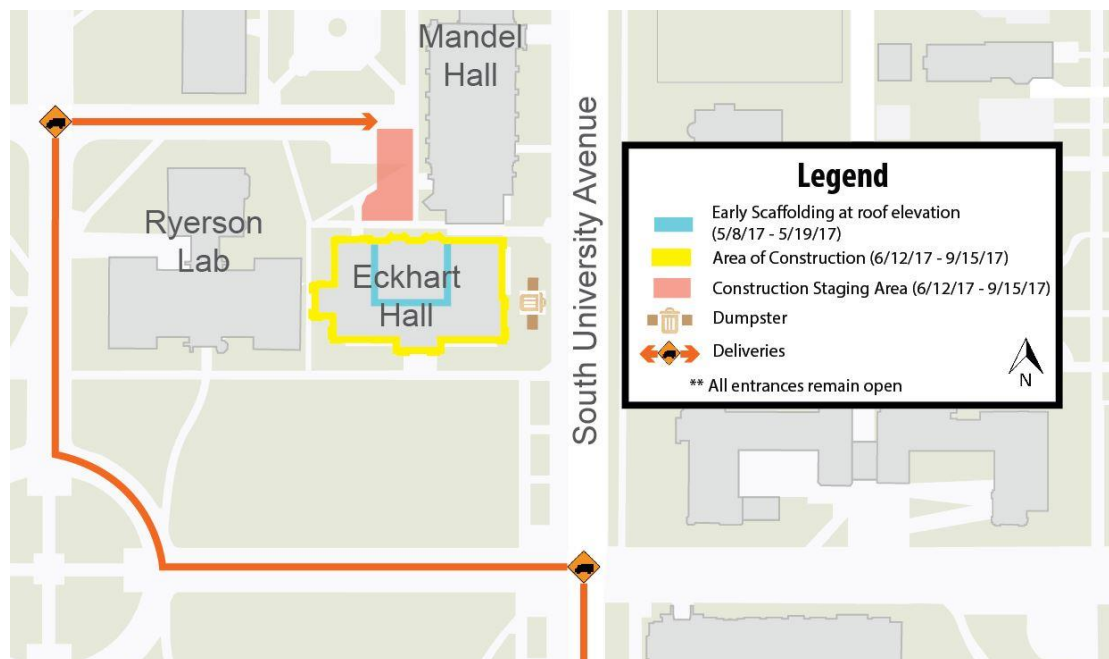 Mandel
Hall
Ryerson
Lab
Eckhart
Hall
South University Avenue
Legend
Early Scaffolding at roof elevation
(5/8/17 - 5/19/17)
Area of Construction (6/12/17 - 9/15/17)
Construction Staging Area (6/12/17 - 9/15/17)
Dumpster
Deliveries
** All entrances remain open
N